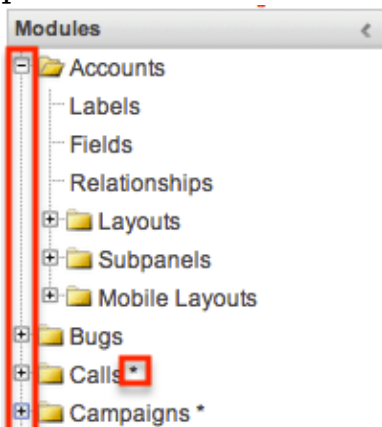 Modules
Accounts
Labels
Fields
Relationships
Layouts
Subpanels
Mobile Layouts
Bugs
Calls *
Campaigns *